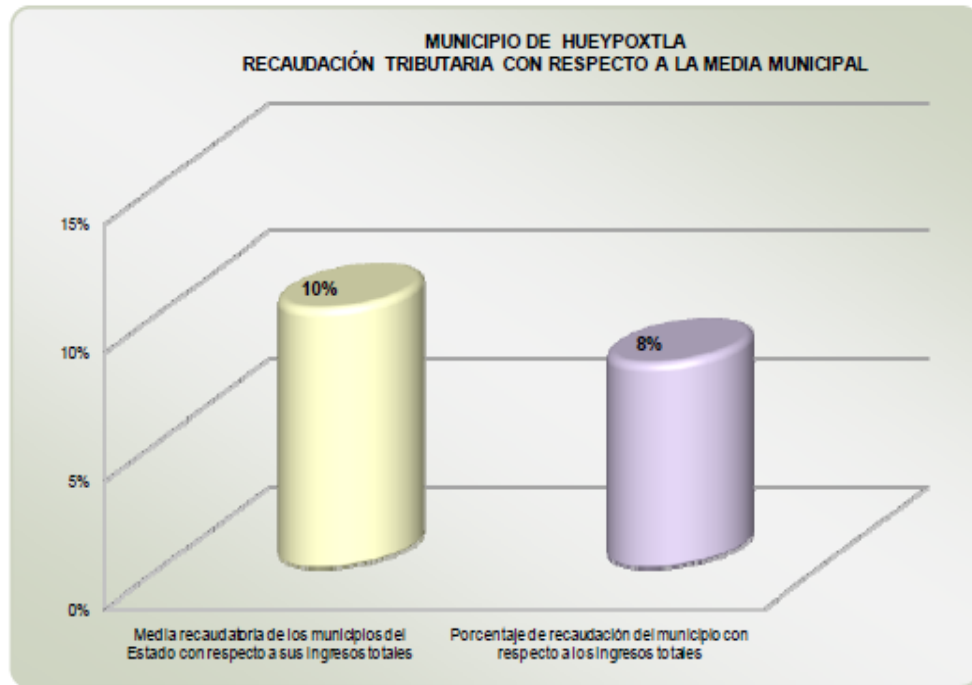 MUNICIPIO DE HUEYPOXTLA
RECAUDACIÓN TRIBUTARIA CON RESPECTO A LA MEDIA MUNICIPAL
15%
10%
5%
0%
10%
8%
Media recaudatoria de los municipios del
Estado con respecto a sus ingresos totales
Porcentaje de recaudación del municipio con
respecto a los ingresos totales